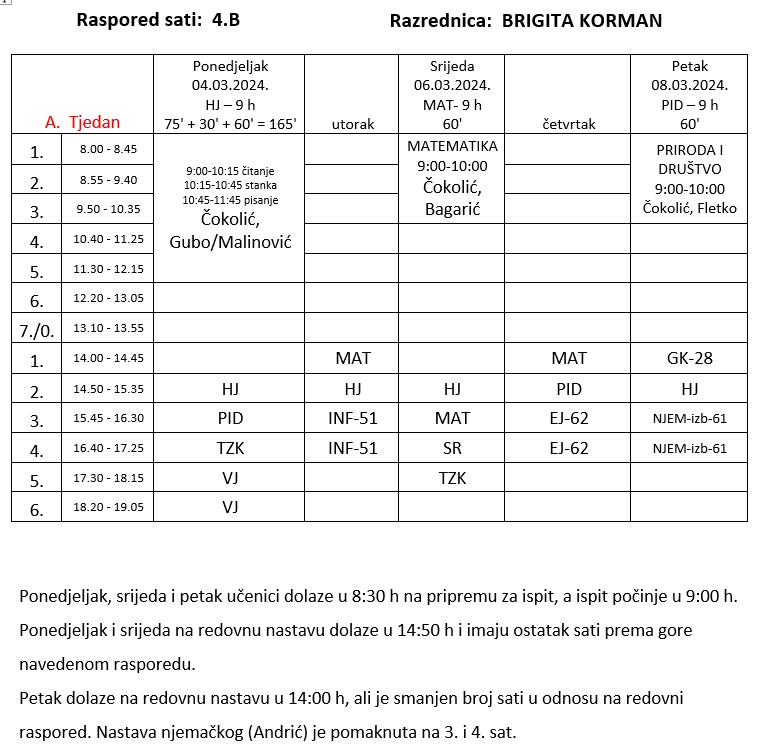 Raspored sati: 4.B Razrednica: BRIGITA KORMAN
A. Tjedan
Ponedjeljak
04.03.2024.
HJ – 9 h
75' + 30' + 60' = 165'
utorak
Srijeda
06.03.2024.
MAT- 9 h
60'
četvrtak
Petak
08.03.2024.
PID – 9 h
60'
1. 8.00 - 8.45
2. 8.55 - 9.40
3. 9.50 - 10.35
4. 10.40 - 11.25
5. 11.30 - 12.15
9:00-10:15 čitanje
10:15-10:45 stanka
10:45-11:45 pisanje
Čokolić,
Gubo/Malinović
MATEMATIKA
9:00-10:00
Čokolić,
Bagarić
PRIRODA I
DRUŠTVO
9:00-10:00
Čokolić, Fletko
6. 12.20 - 13.05
7./0. 13.10 - 13.55
1. 14.00 - 14.45 MAT MAT GK-28
2. 14.50 - 15.35 HJ HJ HJ PID HJ
3. 15.45 - 16.30 PID INF-51 MAT EJ-62 NJEM-izb-61
4. 16.40 - 17.25 TZK INF-51 SR EJ-62 NJEM-izb-61
5. 17.30 - 18.15 VJ TZK
6. 18.20 - 19.05 VJ
Ponedjeljak, srijeda i petak učenici dolaze u 8:30 h na pripremu za ispit, a ispit počinje u 9:00 h.
Ponedjeljak i srijeda na redovnu nastavu dolaze u 14:50 h i imaju ostatak sati prema gore
navedenom rasporedu.
Petak dolaze na redovnu nastavu u 14:00 h, ali je smanjen broj sati u odnosu na redovni
raspored. Nastava njemačkog (Andrić) je pomaknuta na 3. i 4. sat.